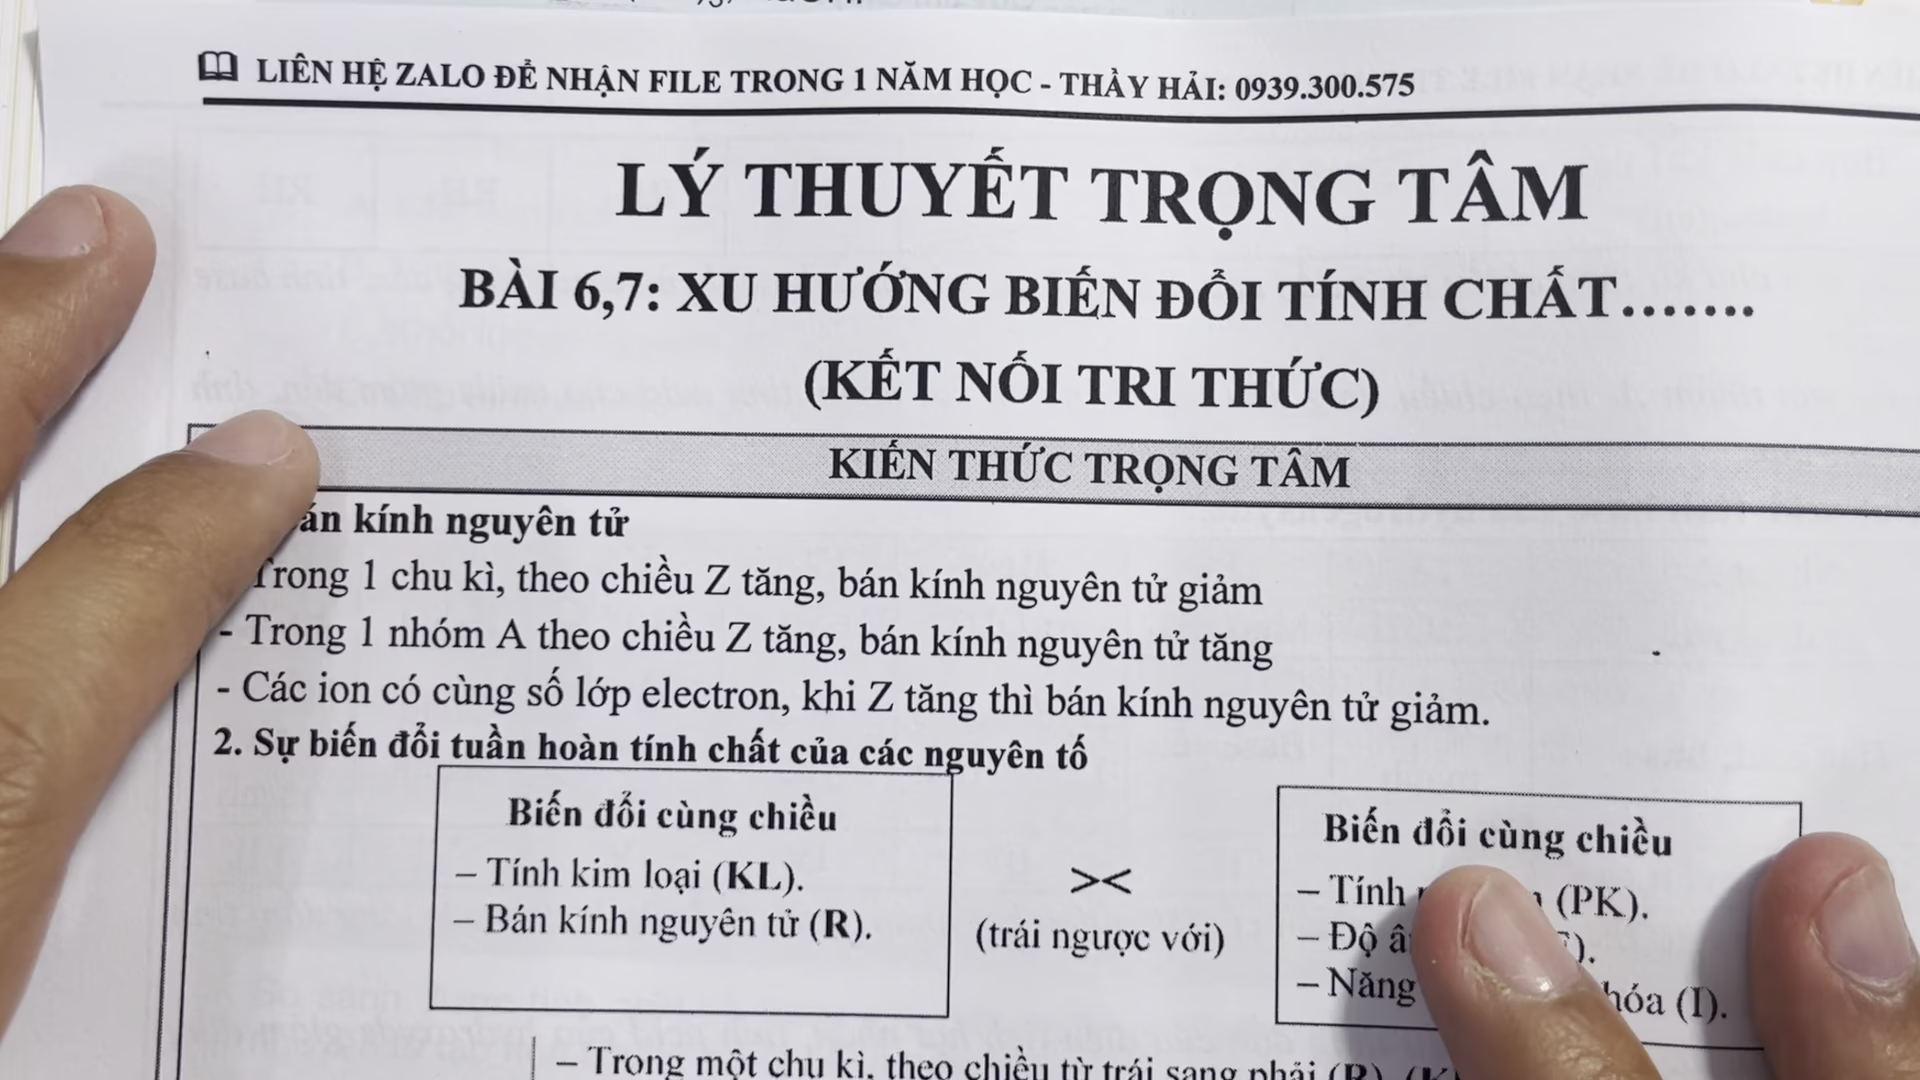 LIÊN HỆ ZALO ĐỂ NHẬN FILE TRONG 1 NĂM HỌC - THẦY HẢI: 0939.300.575
LÝ THUYẾT TRỌNG TÂM
BÀI 6,7: XU HƯỚNG BIẾN ĐỔI TÍNH CHẤT.......
(KẾT NỐI TRI THỨC)
KIẾN THỨC TRỌNG TÂM
kính nguyên tử
Trong 1 chu kì, theo chiều Z tăng, bán kính nguyên tử giảm
- Trong 1 nhóm A theo chiều Z tăng, bán kính nguyên tử tăng
- Các ion có cùng số lớp electron, khi Z tăng thì bán kính nguyên tử giảm.
2. Sự biến đổi tuần hoàn tính chất của các nguyên tố
Biến đổi cùng chiều
– Tính kim loại (KL).
– Bán kính nguyên tử (R).
><
(trái ngược với)
Biến đổi cùng chiều
– Tính (PK).
– Độ
– Năng hóa (I).
– Trong một chu kì, theo chiều từ trái sang phải (R),